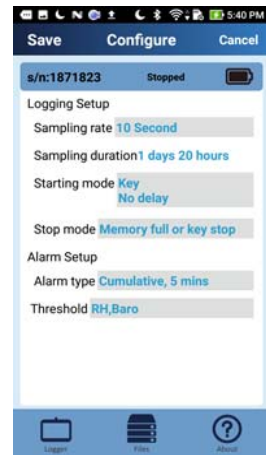 5:40 PM
Save Configure Cancel
s/n:1871823 Stopped
Logging Setup
Sampling rate 10 Second
Sampling duration1 days 20 hours
Starting mode Key
No delay
Stop mode Memory full or key stop
Alarm Setup
Alarm type Cumulative, 5 mins
Threshold RH,Baro
Logger Files About